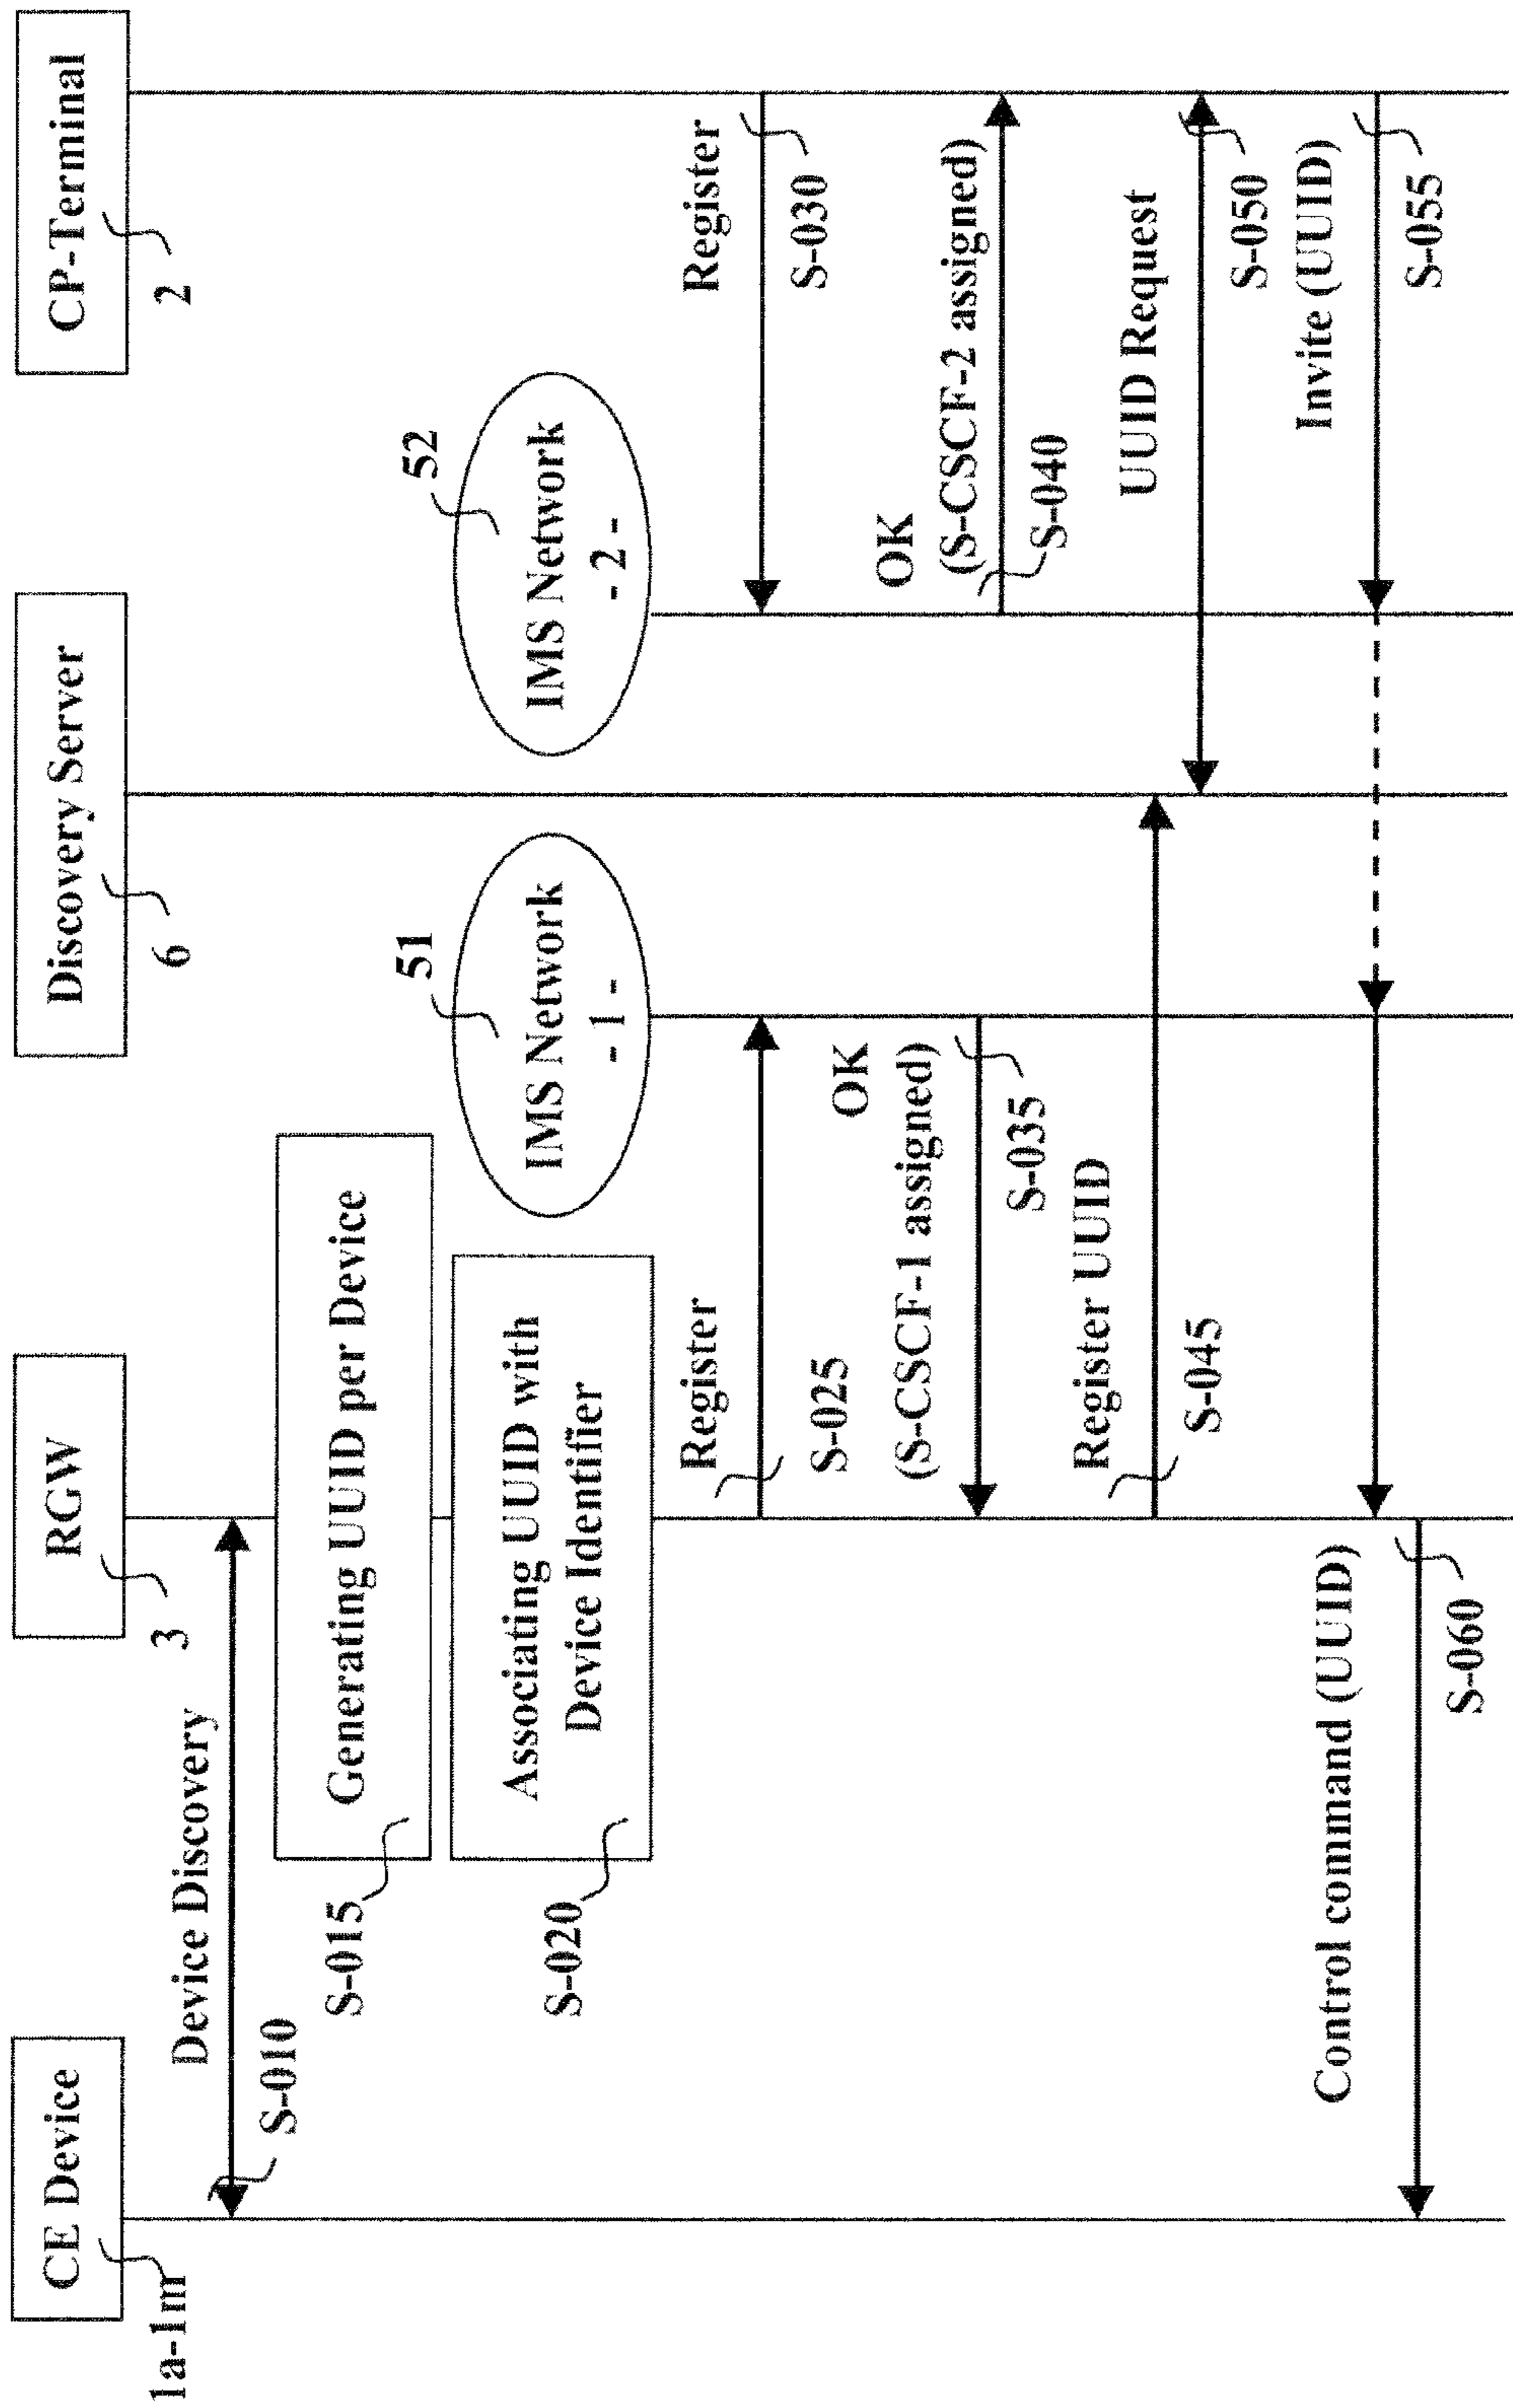 CE Device
1a-1m
RGW
3
Discovery Server
6
CP-Terminal
2
Device Discovery
S-010
Generating UUID per Device
S-015
Associating UUID with
Device Identifier
S-020
51
IMS Network
- 1 -
52
IMS Network
- 2 -
Register
S-025
Register
S-030
OK
(S-CSCF-1 assigned)
S-035
OK
(S-CSCF-2 assigned)
S-040
Register UUID
S-045
UUID Request
S-050
Invite (UUID)
S-055
Control command (UUID)
S-060